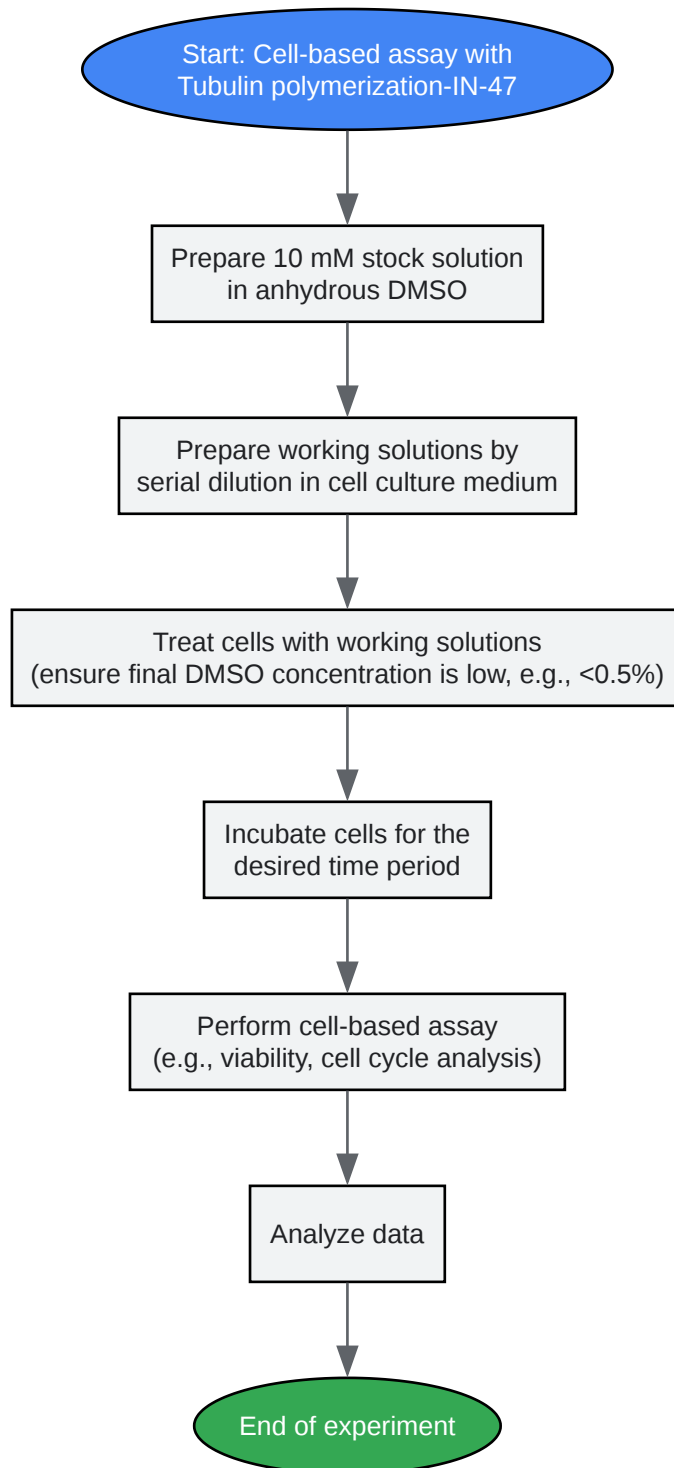 Start: Cell-based assay with
Tubulin polymerization-IN-47
Prepare 10 mM stock solution
in anhydrous DMSO
Prepare working solutions by
serial dilution in cell culture medium
Treat cells with working solutions
(ensure final DMSO concentration is low, e.g., <0.5%)
Incubate cells for the
desired time period
Perform cell-based assay
(e.g., viability, cell cycle analysis)
Analyze data
End of experiment